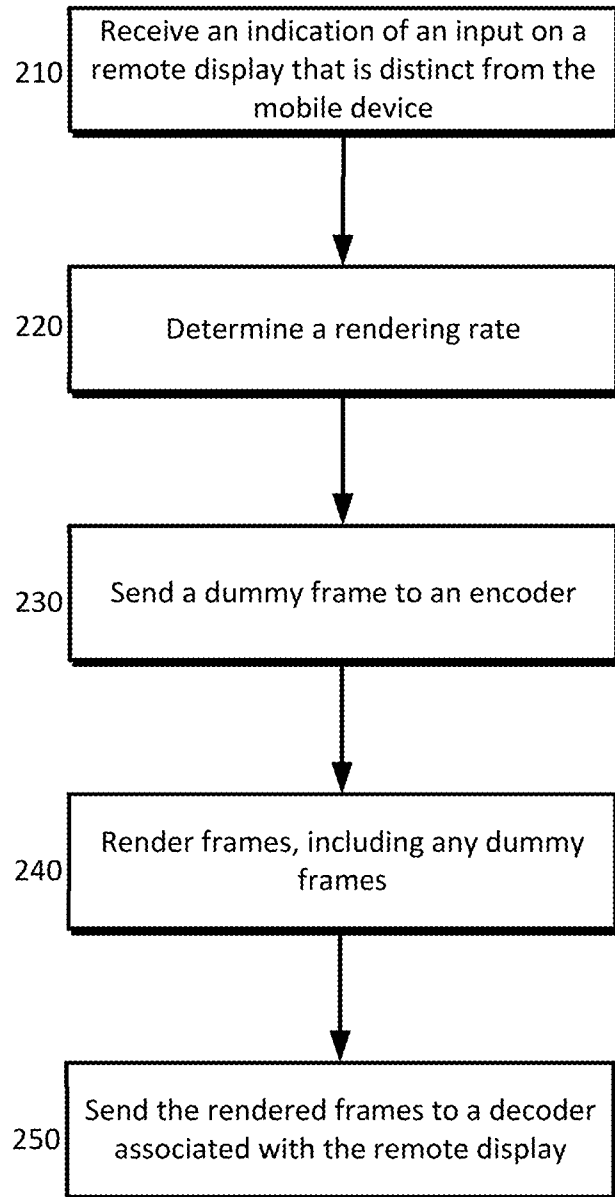 Receive an indication of an input on a
210 remote display that is distinct from the
mobile device
220 Determine a rendering rate
230 Send a dummy frame to an encoder
Render frames, including any dummy
240 frames
Send the rendered frames to a decoder
250 associated with the remote display